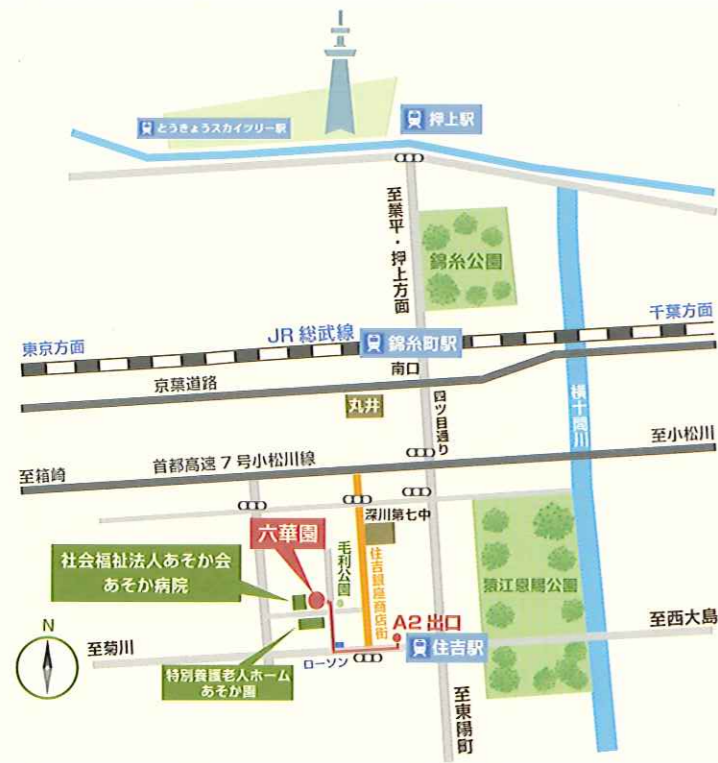 とうきょうスカイツリー駅
押上駅
至業平・押上方面
錦糸公園
千葉方面
東京方面
JR 総武線
錦糸町駅
南口
京葉道路
丸井
四ツ目通り
横十間川
至小松川
首都高速 7 号小松川線
至箱崎
深川第七中
六華園
毛利公園
住吉銀座商店街
猿江恩賜公園
社会福祉法人あそか会
あそか病院
A2 出口
至西大島
N
至菊川
住吉駅
ローソン
特別養護老人ホーム
あそか園
至東陽町